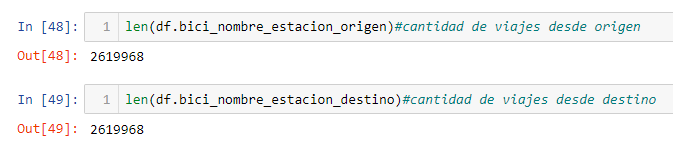 In [48]: 1 len(df.bici_nombre_estacion_origen)#cantidad de viajes desde origen
Out[48]: 2619968
In [49]: 1 len(df.bici_nombre_estacion_destino)#cantidad de viajes desde destino
Out[49]: 2619968